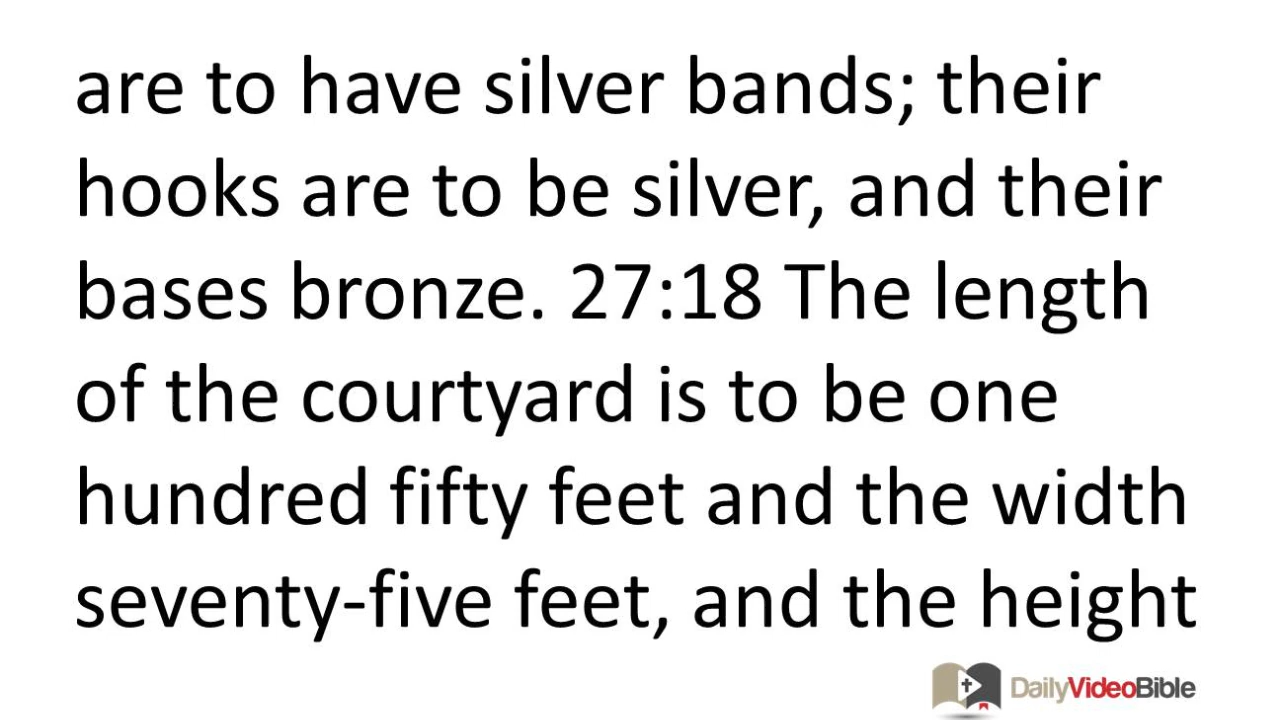 are to have silver bands; their
hooks are to be silver, and their
bases bronze. 27:18 The length
of the courtyard is to be one
hundred fifty feet and the width
seventy-five feet, and the height
DailyVideoBible